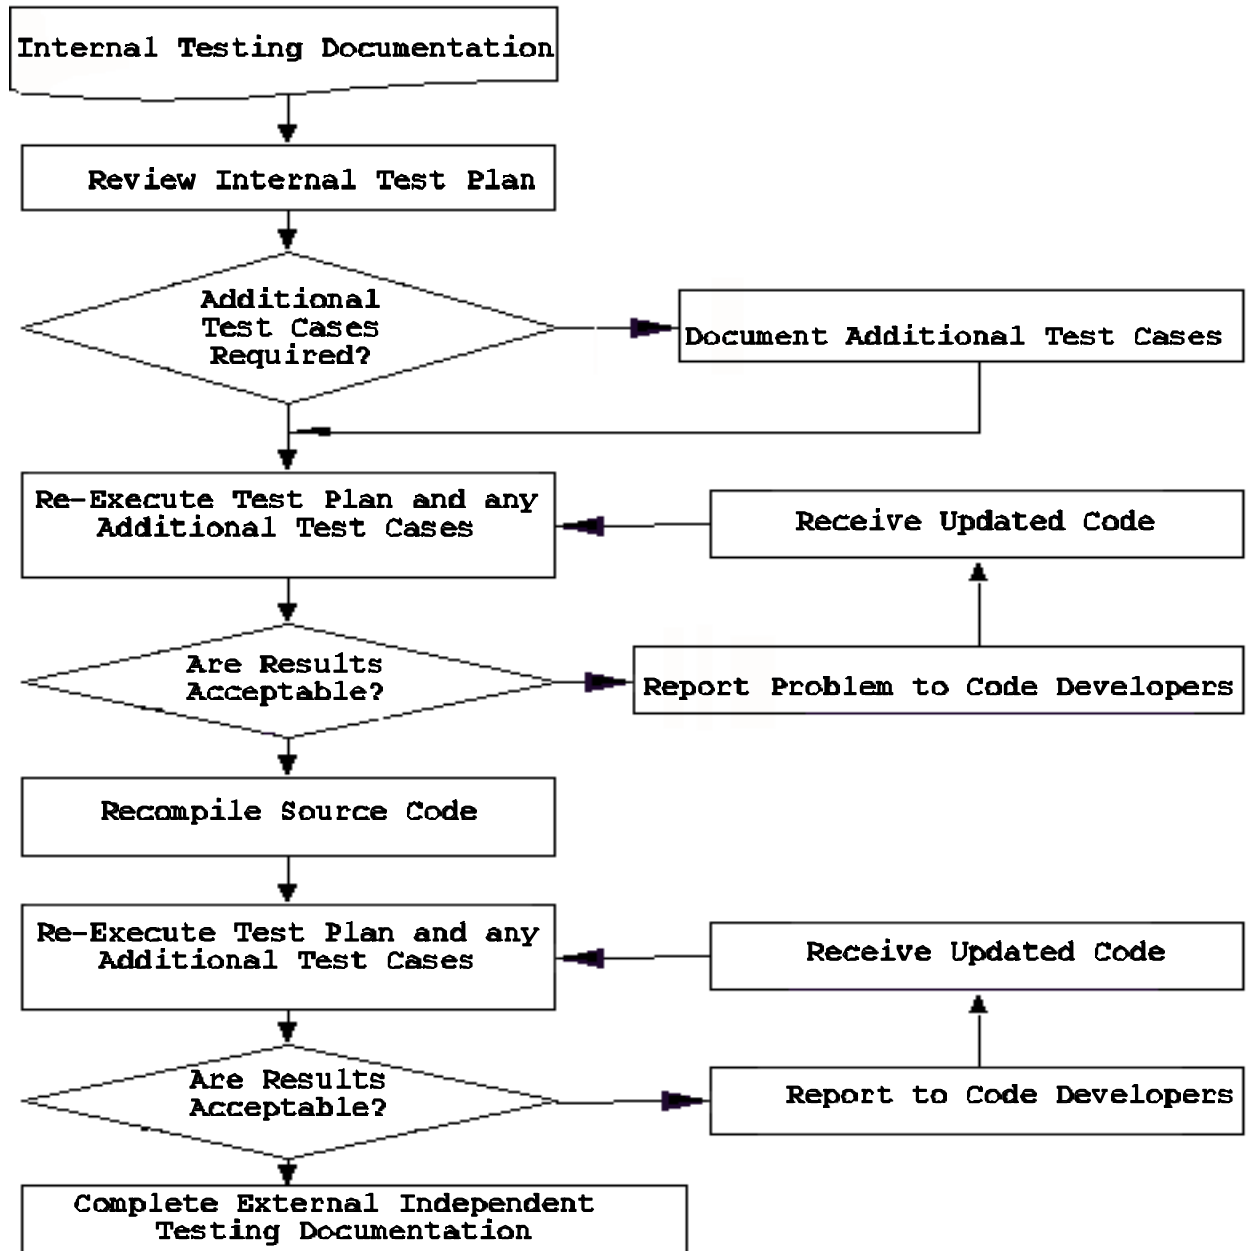 Internal Testing Documentation
Review Internal Test Plan
Additional
Test Cases
Required?
Document Additional Test Cases
Re-Execute Test Plan and any
Additional Test Cases
Receive Updated Code
Are Results
Acceptable?
Report Problem to Code Developers
Recompile Source Code
Re-Execute Test Plan and any
Additional Test Cases
Receive Updated Code
Are Results
Acceptable?
Report to Code Developers
Complete External Independent
Testing Documentation